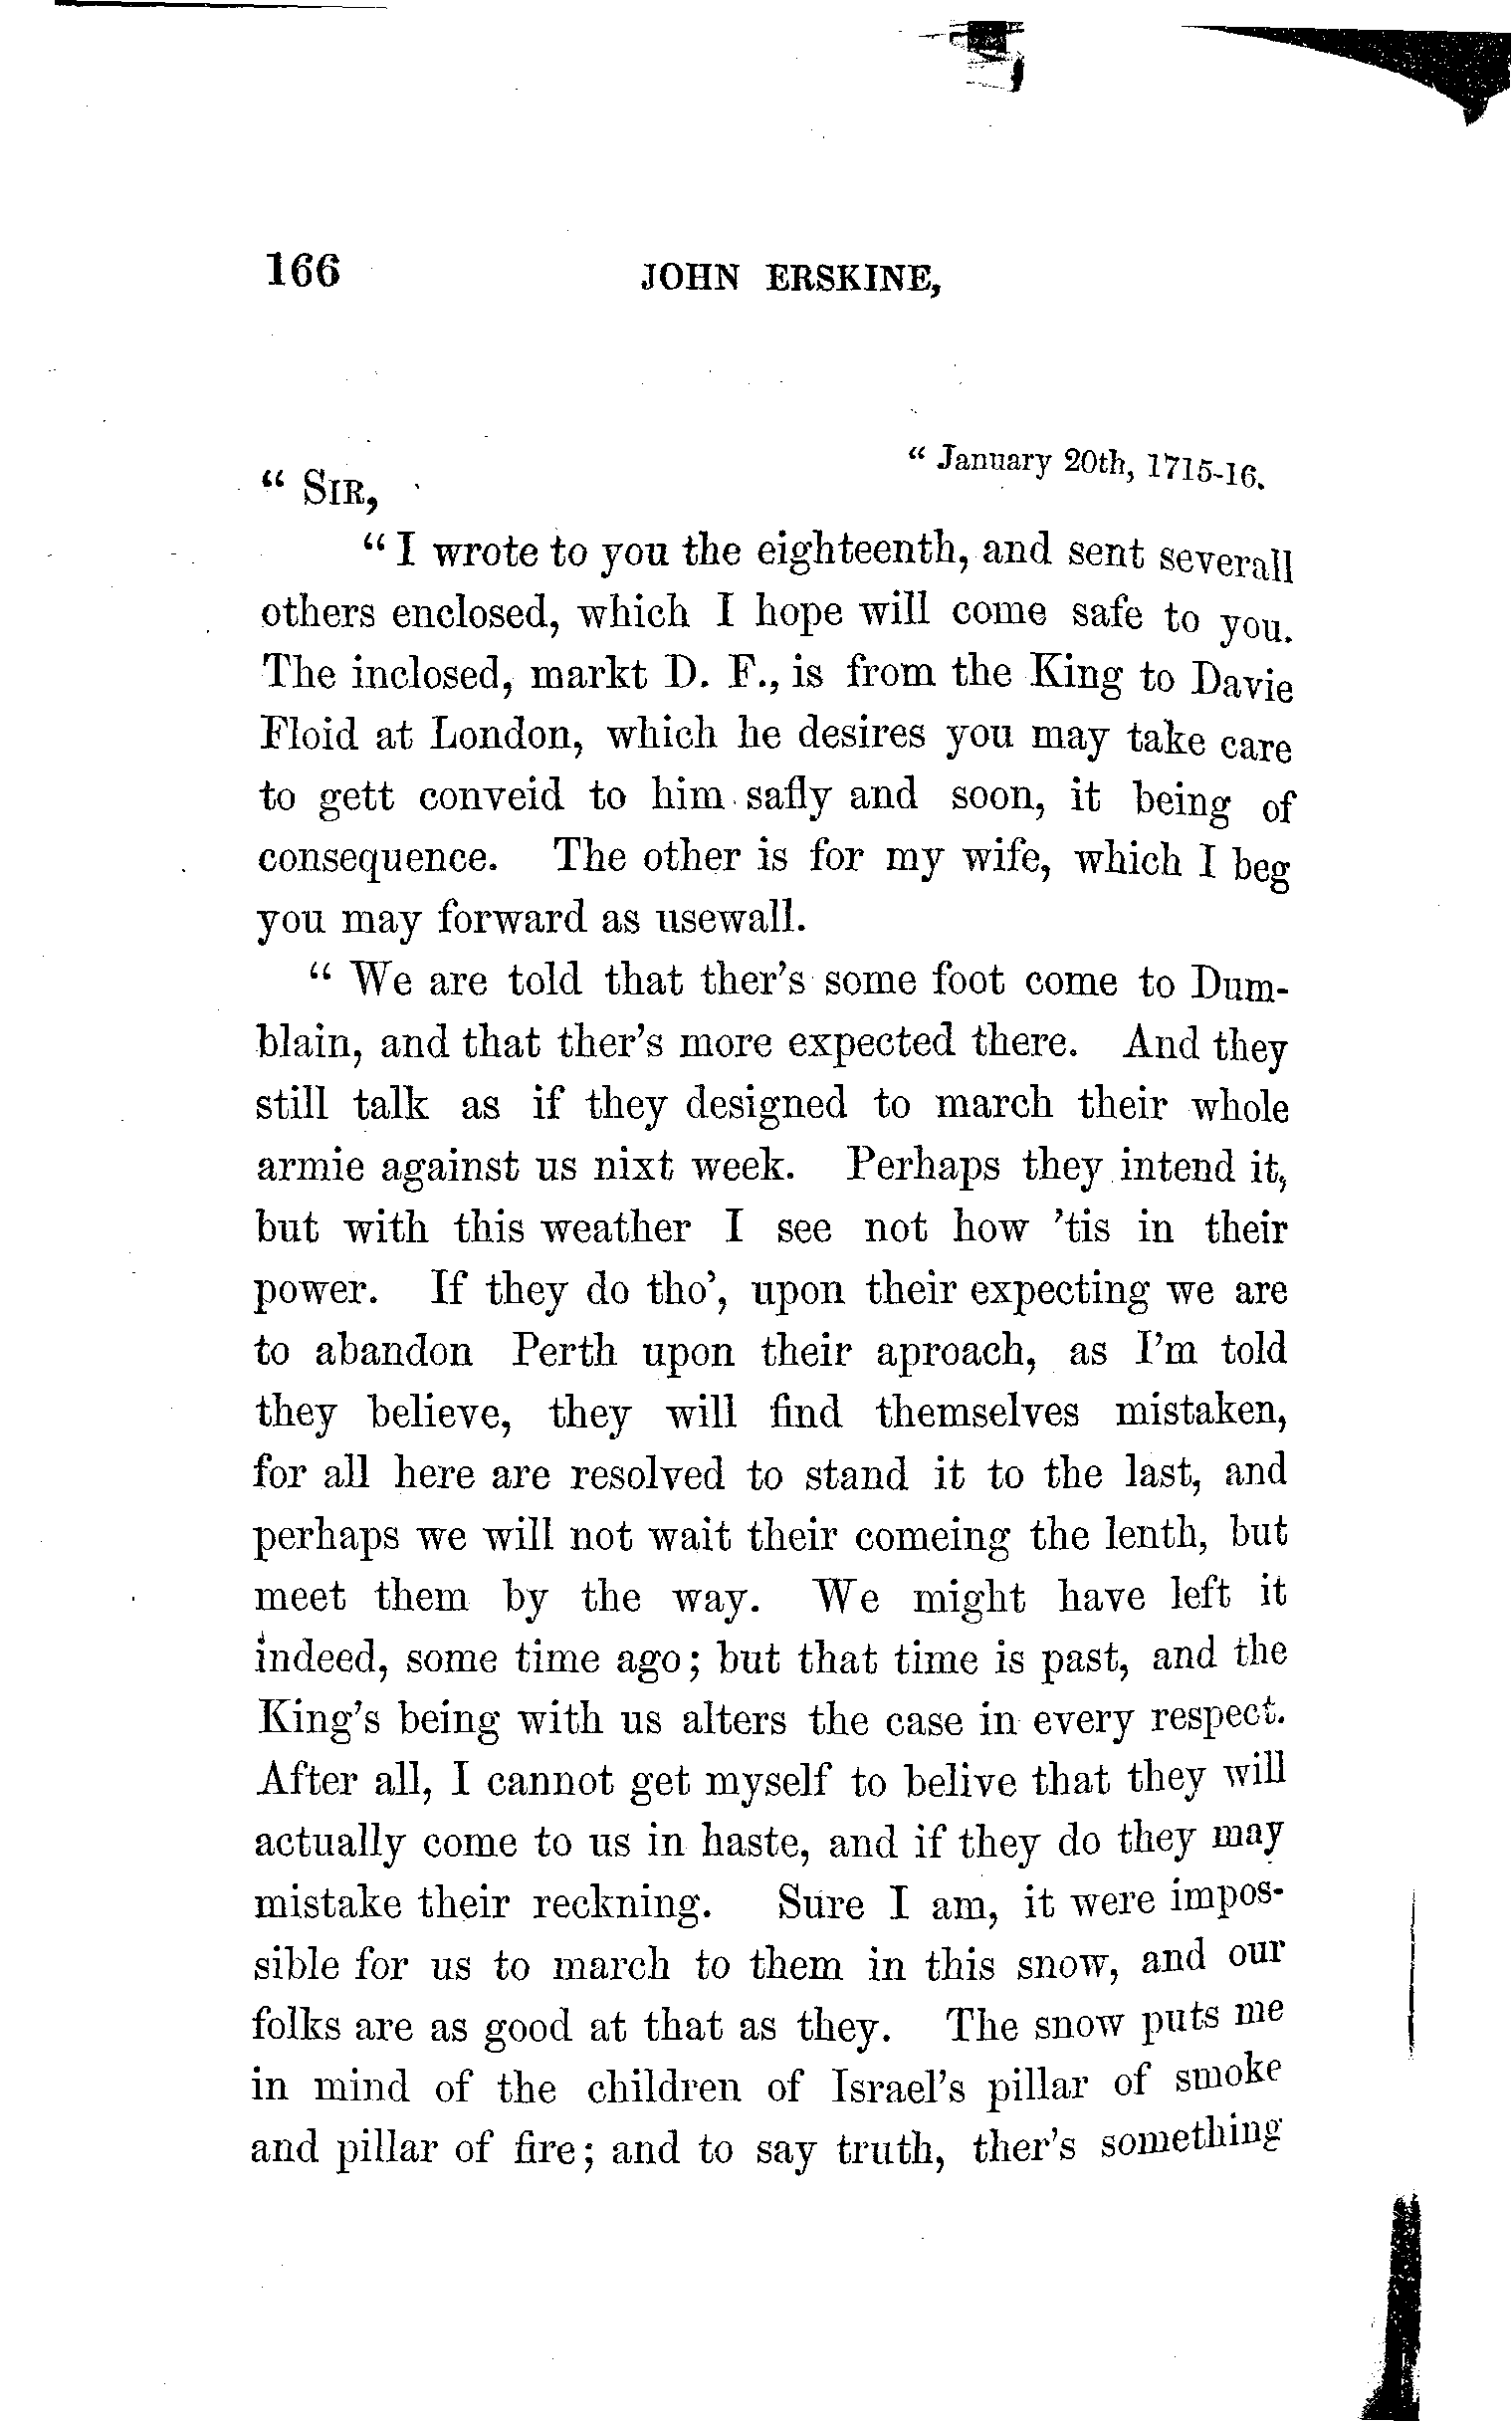 166 JOHN ERSKINE,
“ January 20th, 1715-16.
“ SIR,
“ I wrote to you the eighteenth, and sent severall
others enclosed, which I hope will come safe to you.
The inclosed, markt D. F., is from the King to Davie
Floid at London, which he desires you may take care
to gett conveid to him safly and soon, it being of
consequence. The other is for my wife, which I beg
you may forward as usewall.
“ We are told that ther’s some foot come to Dum-
blain, and that ther’s more expected there. And they
still talk as if they designed to march their whole
armie against us nixt week. Perhaps they intend it,
but with this weather I see not how ’tis in their
power. If they do tho’, upon their expecting we are
to abandon Perth upon their aproach, as I’m told
they believe, they will find themselves mistaken,
for all here are resolved to stand it to the last, and
perhaps we will not wait their comeing the lenth, but
meet them by the way. We might have left it
indeed, some time ago; but that time is past, and the
King’s being with us alters the case in every respect.
After all, I cannot get myself to belive that they will
actually come to us in haste, and if they do they may
mistake their reckning. Sure I am, it were impos-
sible for us to march to them in this snow, and our
folks are as good at that as they. The snow puts me
in mind of the children of Israel’s pillar of smoke
and pillar of fire; and to say truth, ther’s something